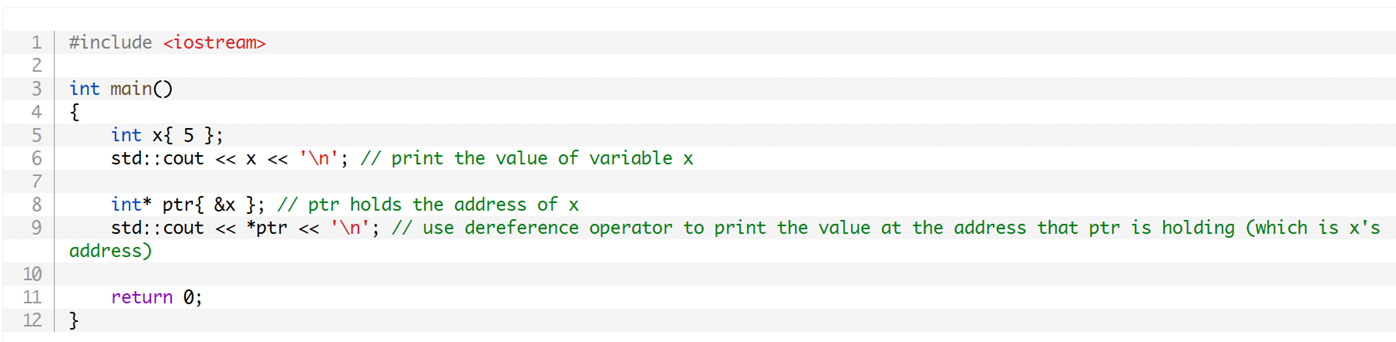 1 #include <iostream>
2
3 int main()
4 {
5 int x{ 5 };
6 std::cout << x << '\n'; // print the value of variable x
7
8 int* ptr{ &x }; // ptr holds the address of x
9 std::cout << *ptr << '\n'; // use dereference operator to print the value at the address that ptr is holding (which is x's
address)
10
11 return 0;
12 }